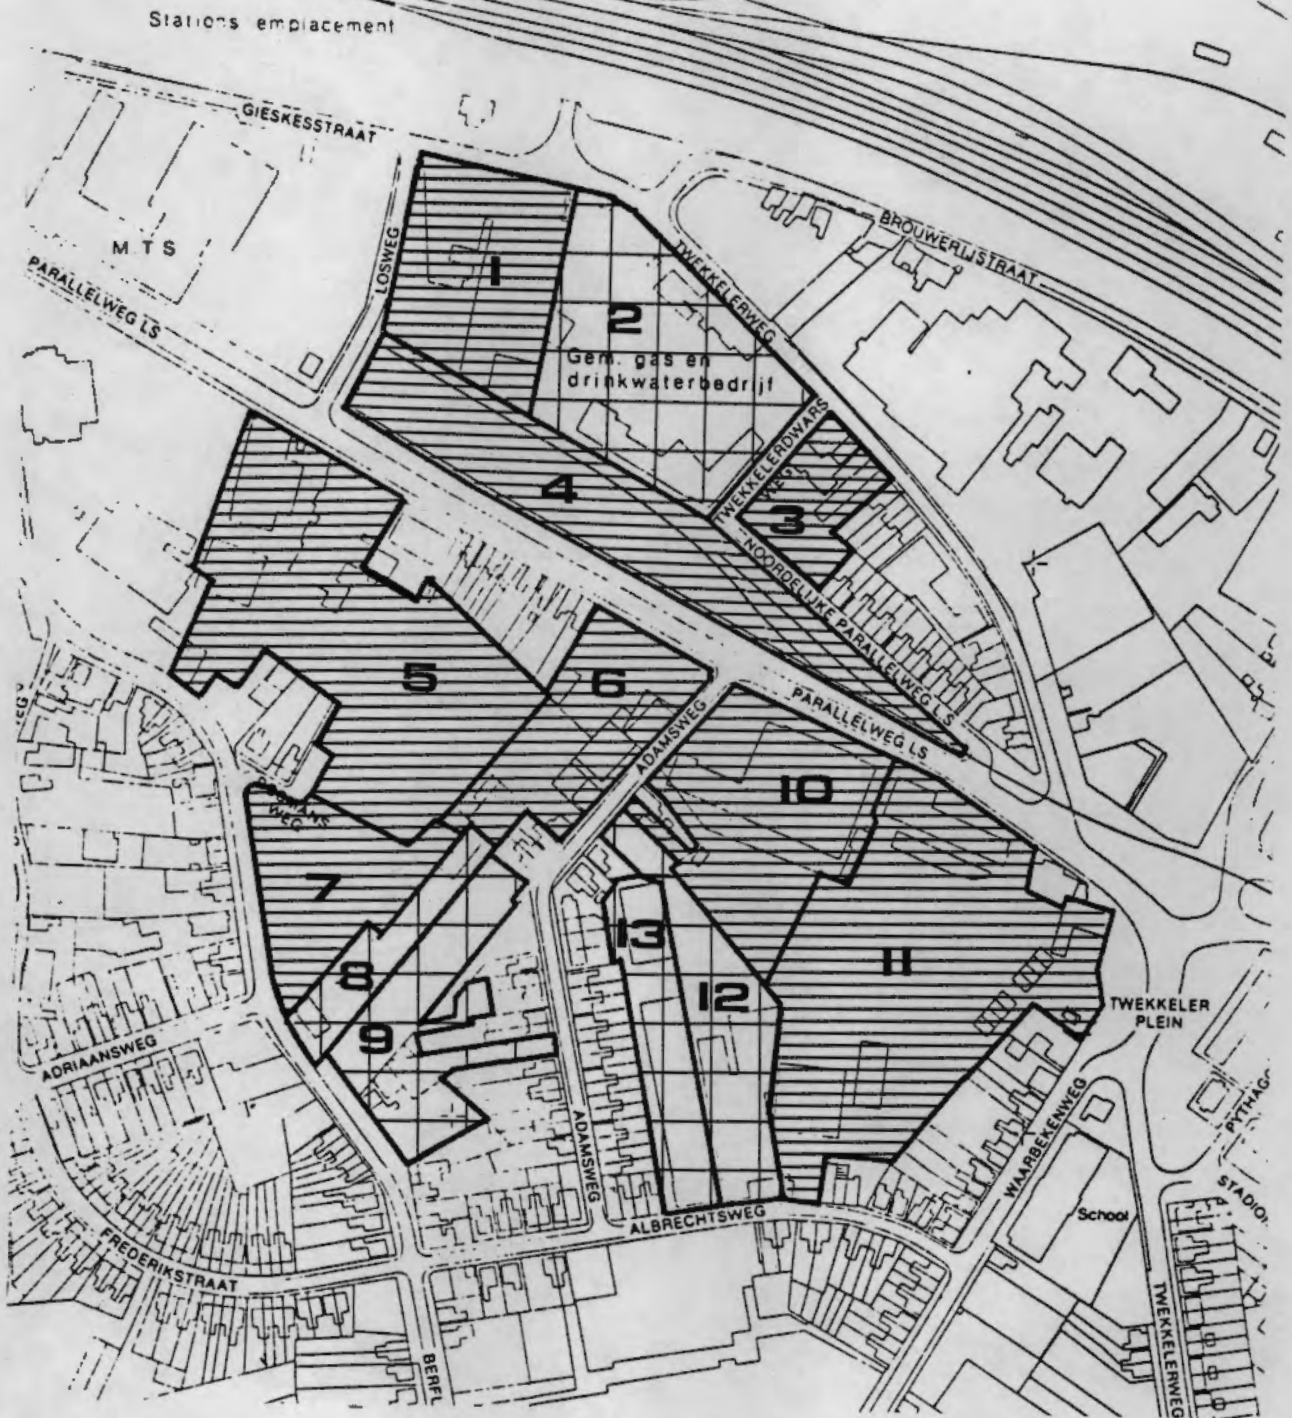 Stations emplacement
GIESKESSTRAAT
MTS
PARALLELWEG LS
LOSWEG
BROUWERIJSTRAAT
TWEKKELERWEG
1
2
Gem. gas en
drinkwaterbedrijf
TWEKKELERDWARS
WEG
3
4
NOORDELIJKE PARALLELWEG LS
5
6
ADAMSWEG
PARALLELWEG LS
10
WEG
7
8
9
13
12
11
TWEKKELER
PLEIN
ADRIAANSWEG
ADAMSWEG
WAARBEKENWEG
School
ALBRECHTSWEG
FREDERIKSTRAAT
TWEKKELERWEG